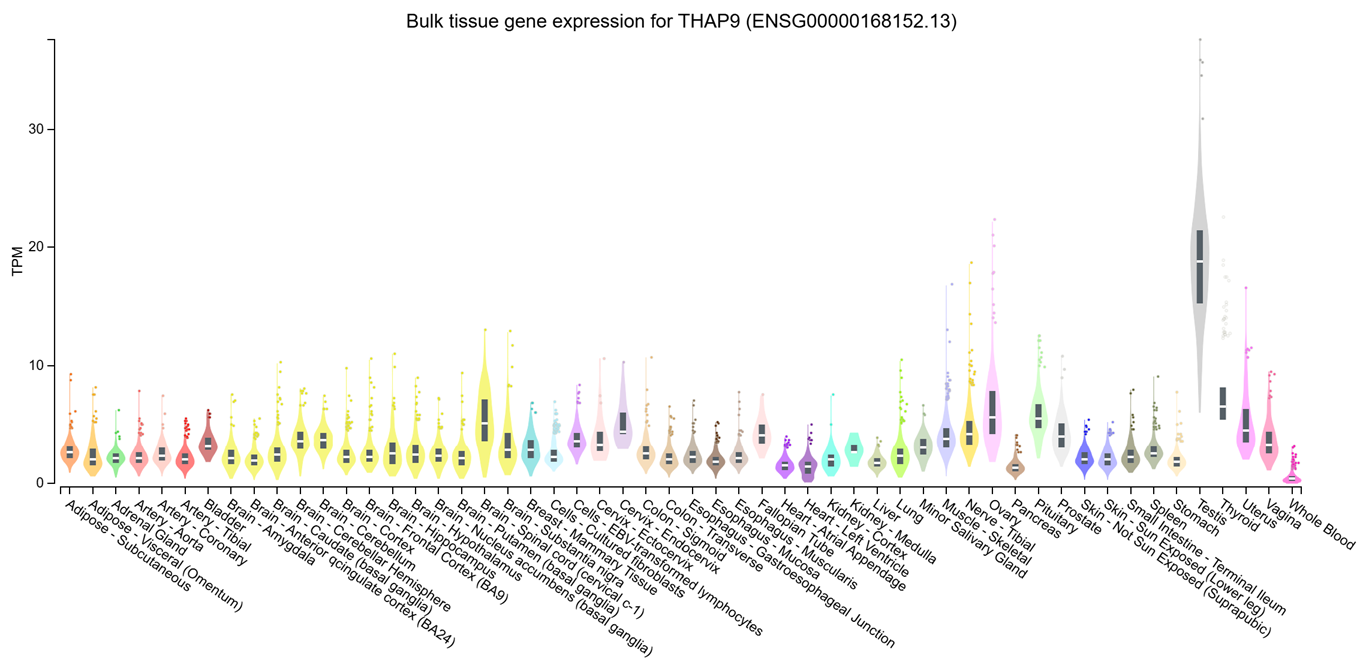 Bulk tissue gene expression for THAP9 (ENSG00000168152.13)
TPM
30
20
10
0
Adipose - Subcutaneous
Adipose - Visceral (Omentum)
Adrenal Gland
Artery - Aorta
Artery - Coronary
Artery - Tibial
Bladder
Brain - Amygdala
Brain - Anterior cingulate cortex (BA24)
Brain - Caudate (basal ganglia)
Brain - Cerebellar Hemisphere
Brain - Cerebellum
Brain - Cortex
Brain - Frontal Cortex (BA9)
Brain - Hippocampus
Brain - Hypothalamus
Brain - Nucleus accumbens (basal ganglia)
Brain - Putamen (basal ganglia)
Brain - Spinal cord (cervical c-1)
Brain - Substantia nigra
Breast - Mammary Tissue
Cells - Cultured fibroblasts
Cells - EBV-transformed lymphocytes
Cervix - Ectocervix
Cervix - Endocervix
Colon - Sigmoid
Colon - Transverse
Esophagus - Gastroesophageal Junction
Esophagus - Mucosa
Esophagus - Muscularis
Fallopian Tube
Heart - Atrial Appendage
Heart - Left Ventricle
Kidney - Cortex
Kidney - Medulla
Liver
Lung
Minor Salivary Gland
Muscle - Skeletal
Nerve - Tibial
Ovary
Pancreas
Pituitary
Prostate
Skin - Not Sun Exposed (Suprapubic)
Skin - Sun Exposed (Lower leg)
Small Intestine - Terminal Ileum
Spleen
Stomach
Testis
Thyroid
Uterus
Vagina
Whole Blood